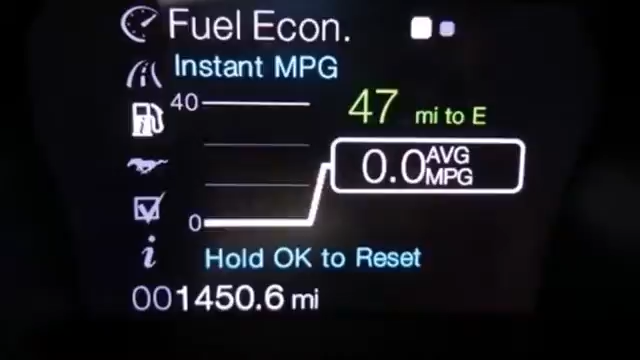 Fuel Econ.
Instant MPG
40
47 mi to E
0.0 AVG MPG
0
Hold OK to Reset
001450.6 mi